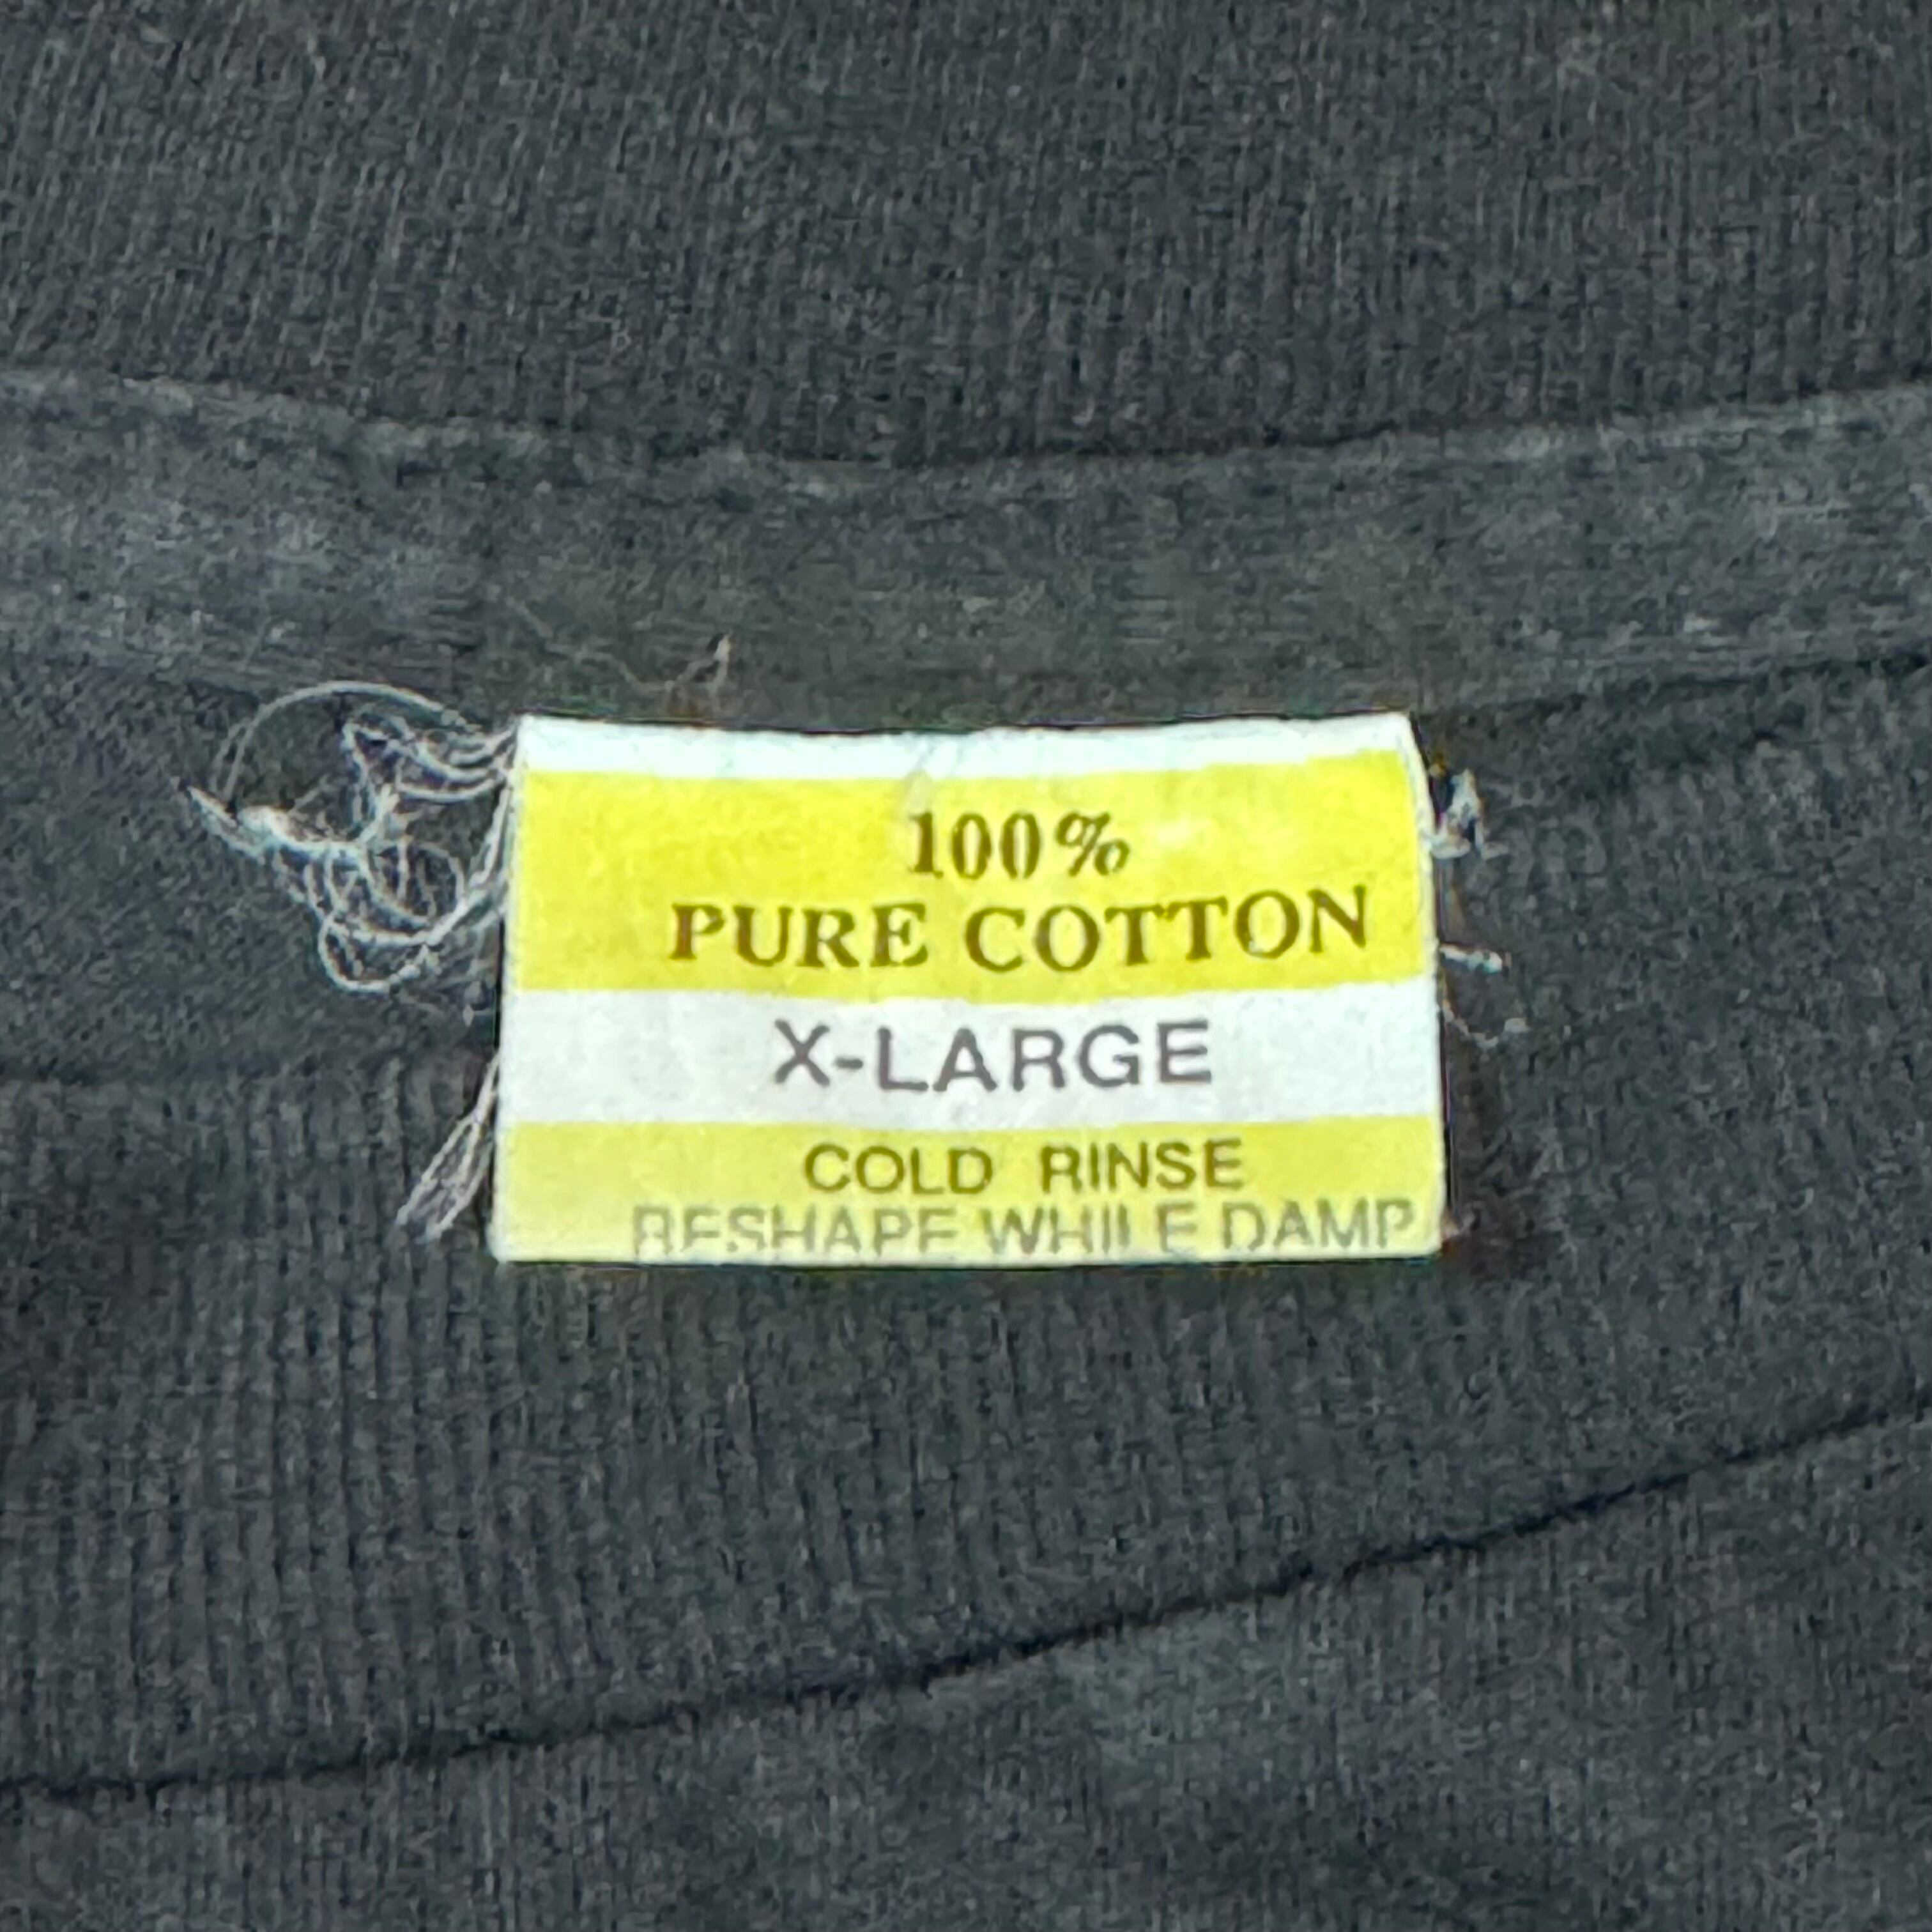 100%
PURE COTTON
X-LARGE
COLD RINSE
RESHAPE WHILE DAMP